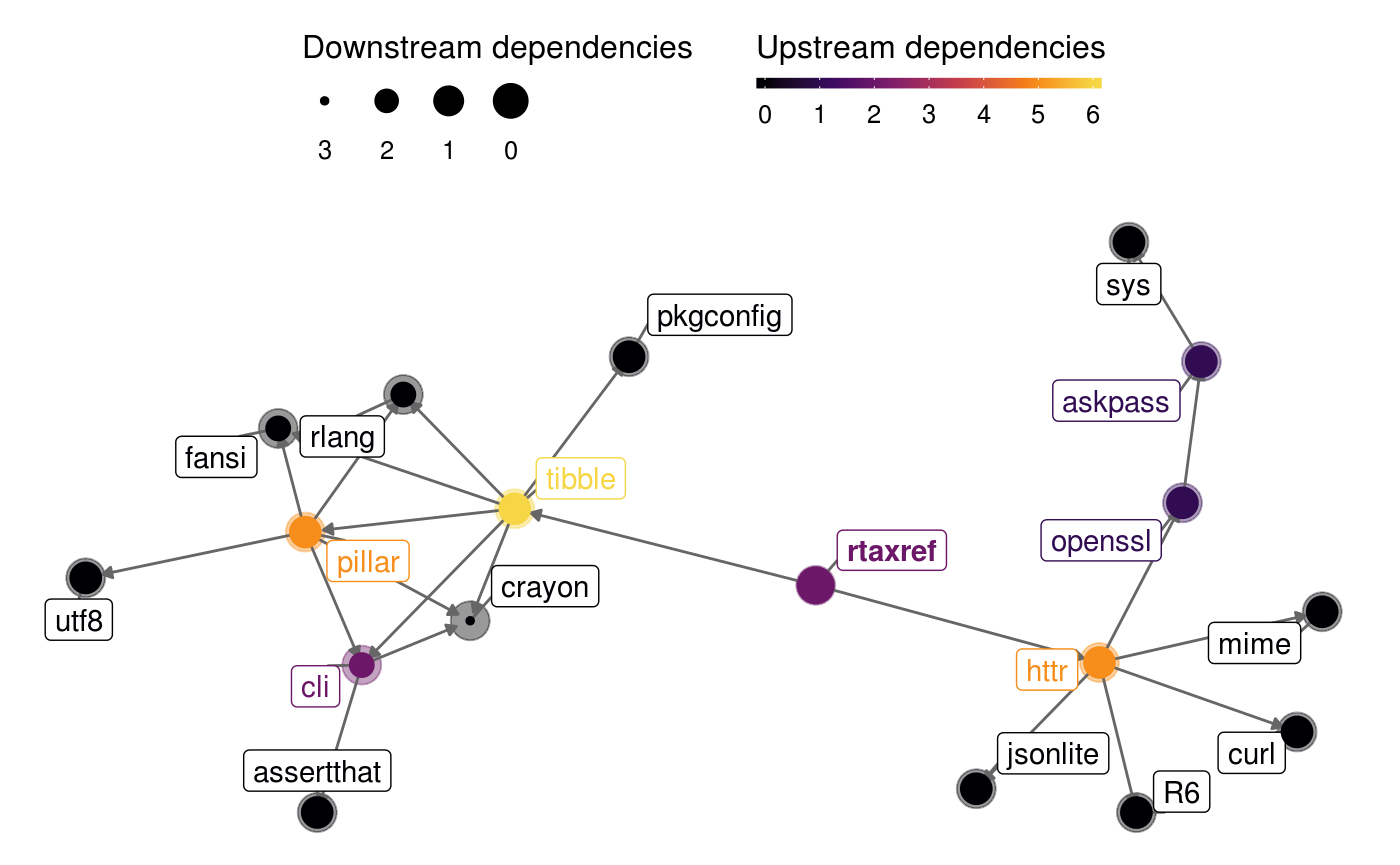 Downstream dependencies
3 2 1 0
Upstream dependencies
0 1 2 3 4 5 6
sys
pkgconfig
askpass
rlang
fansi
tibble
openssl
rtaxref
pillar
crayon
utf8
mime
httr
cli
jsonlite
curl
assertthat
R6